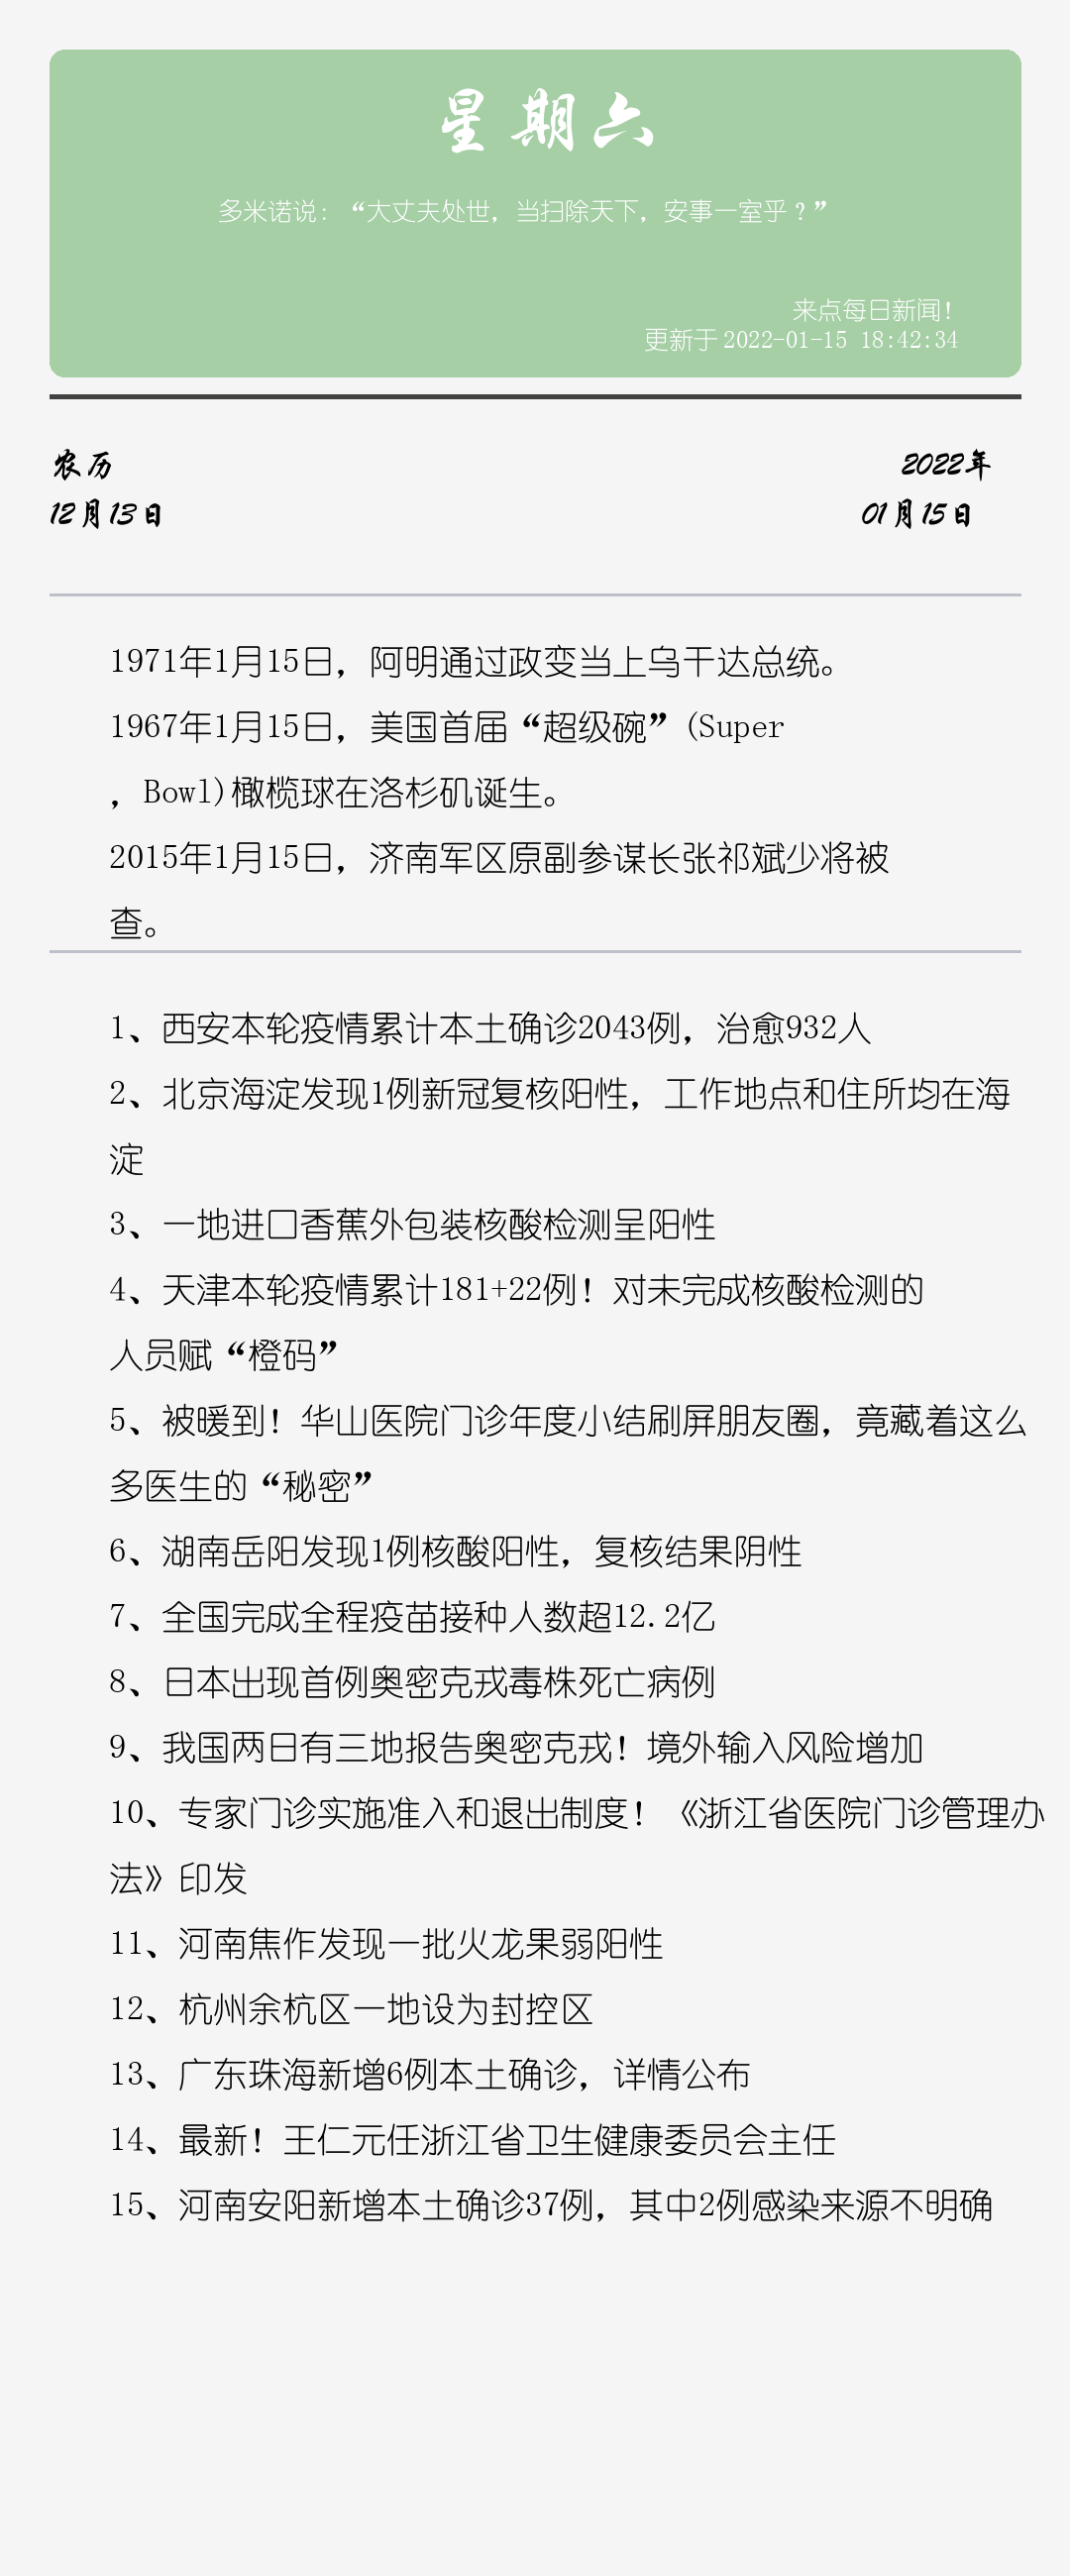 星期六
多米诺说：“大丈夫处世，当扫除天下，安事一室乎？”
来点每日新闻！
更新于2022-01-15 18:42:34
农历
12月13日
2022年
01月15日
1971年1月15日，阿明通过政变当上乌干达总统。
1967年1月15日，美国首届“超级碗”(Super
，Bowl)橄榄球在洛杉矶诞生。
2015年1月15日，济南军区原副参谋长张祁斌少将被
查。
1、西安本轮疫情累计本土确诊2043例，治愈932人
2、北京海淀发现1例新冠复核阳性，工作地点和住所均在海
淀
3、一地进口香蕉外包装核酸检测呈阳性
4、天津本轮疫情累计181+22例！对未完成核酸检测的
人员赋“橙码”
5、被暖到！华山医院门诊年度小结刷屏朋友圈，竟藏着这么
多医生的“秘密”
6、湖南岳阳发现1例核酸阳性，复核结果阴性
7、全国完成全程疫苗接种人数超12.2亿
8、日本出现首例奥密克戎毒株死亡病例
9、我国两日有三地报告奥密克戎！境外输入风险增加
10、专家门诊实施准入和退出制度！《浙江省医院门诊管理办
法》印发
11、河南焦作发现一批火龙果弱阳性
12、杭州余杭区一地设为封控区
13、广东珠海新增6例本土确诊，详情公布
14、最新！王仁元任浙江省卫生健康委员会主任
15、河南安阳新增本土确诊37例，其中2例感染来源不明确